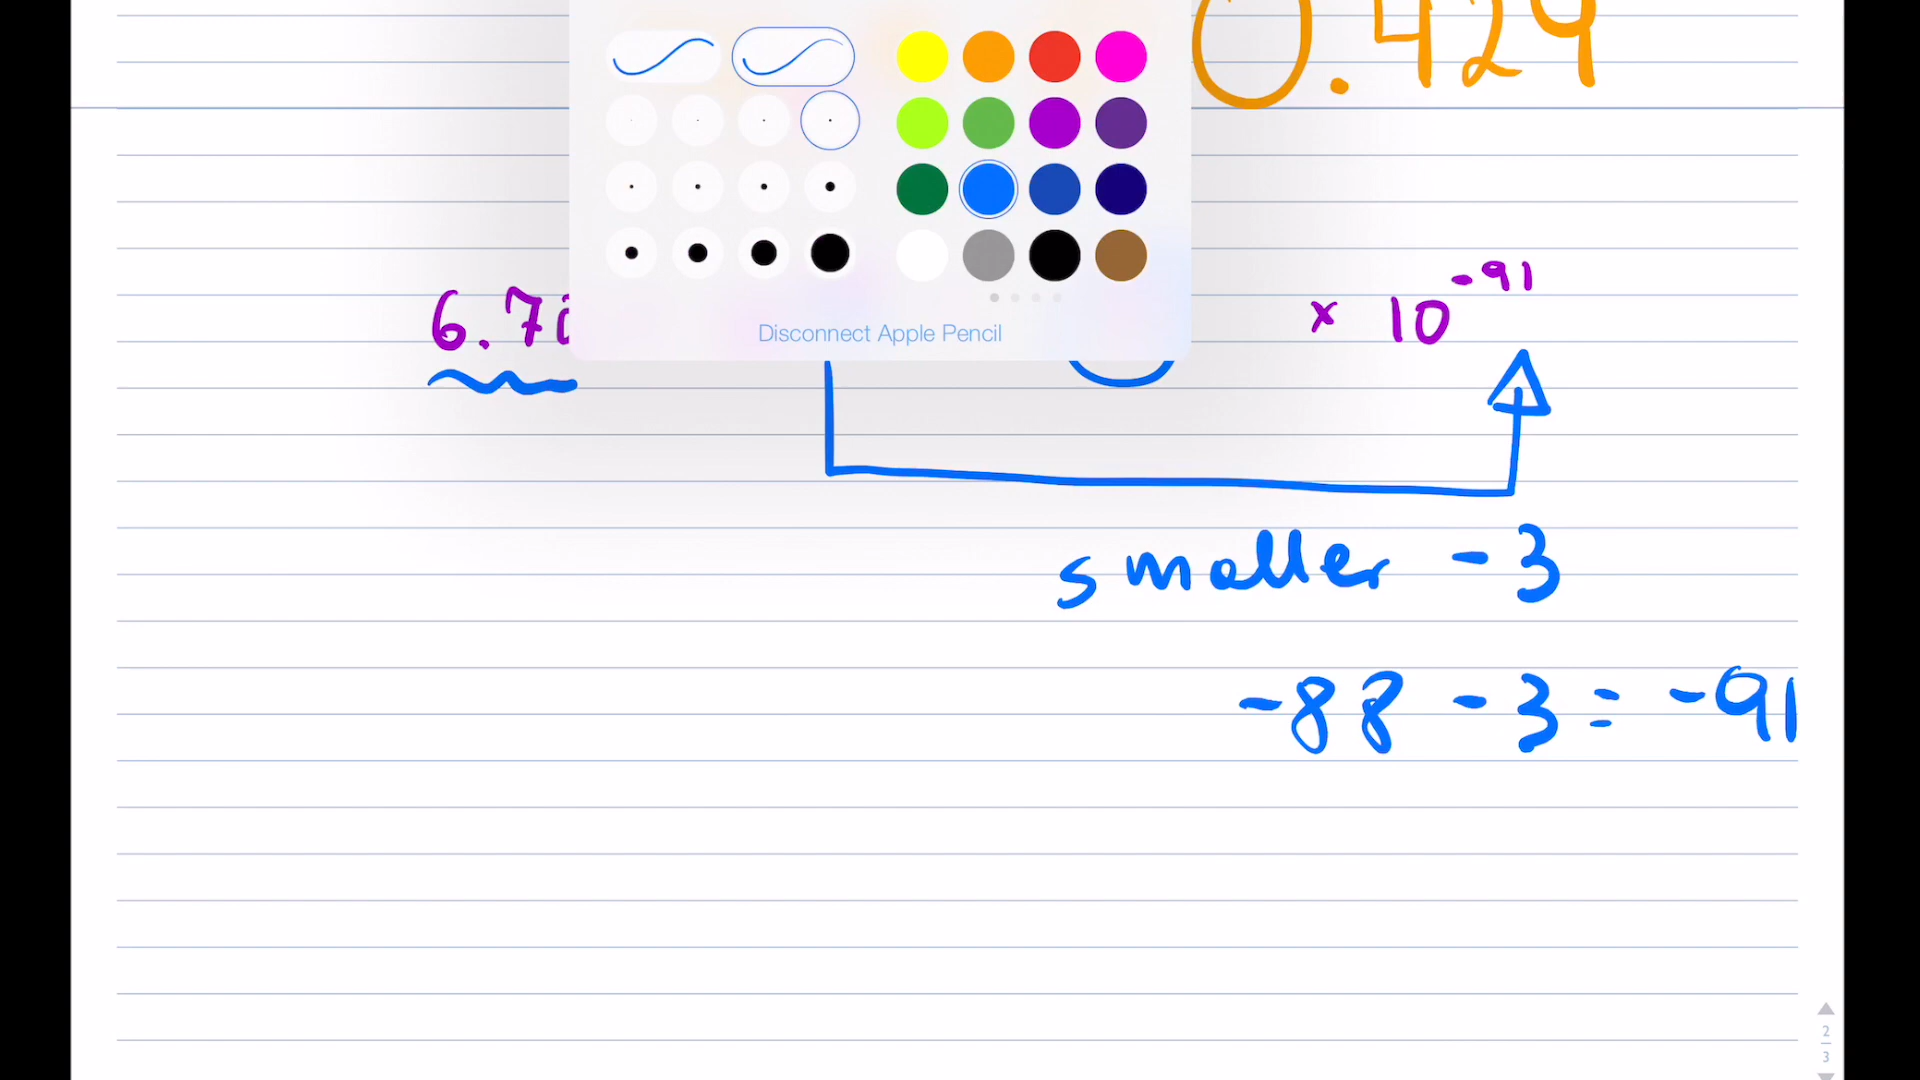 0.424
6.7
× 10⁻⁹¹
Disconnect Apple Pencil
smaller -3
-88 -3 = -91
2
3